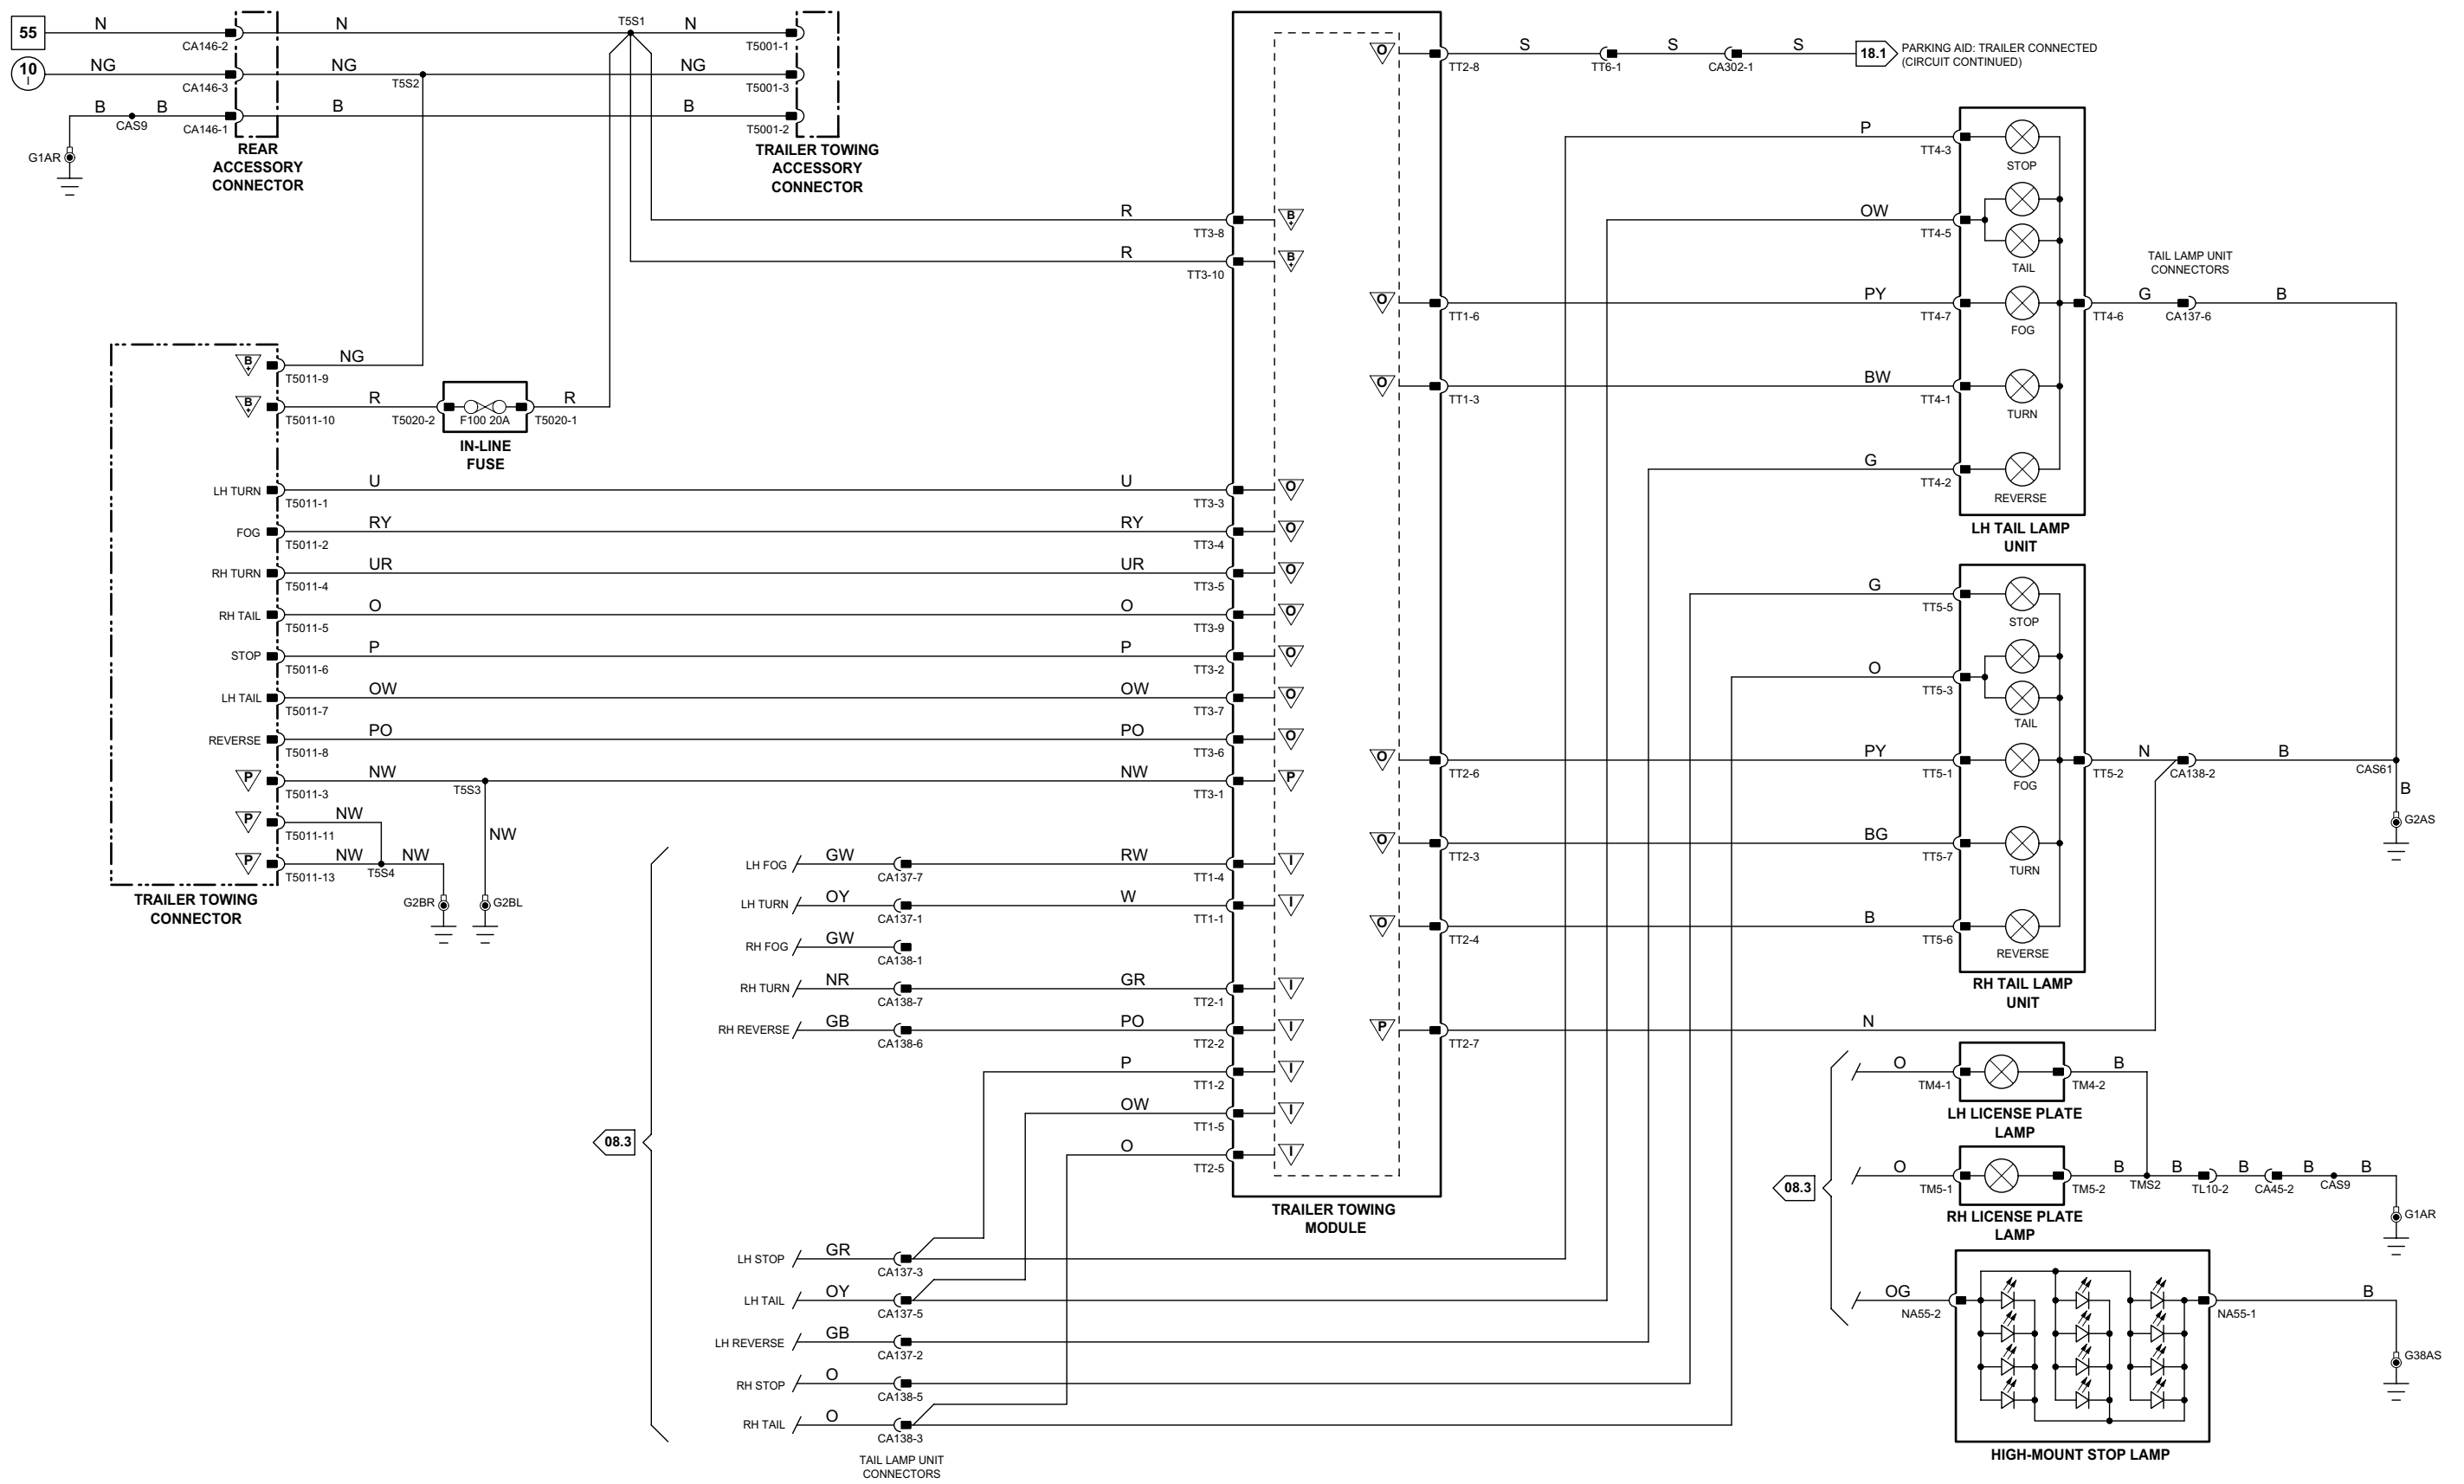 55
N
CA146-2
N
T5S1
N
T5001-1
10
I
NG
CA146-3
NG
T5S2
NG
T5001-3
B
CAS9
B
CA146-1
B
B
T5001-2
G1AR
REAR
ACCESSORY
CONNECTOR
TRAILER TOWING
ACCESSORY
CONNECTOR
R
TT3-8
B
+
R
TT3-10
B
+
B
+
T5011-9
NG
B
+
T5011-10
R
T5020-2
F100 20A
T5020-1
R
IN-LINE
FUSE
LH TURN
T5011-1
U
U
TT3-3
O
FOG
T5011-2
RY
RY
TT3-4
O
RH TURN
T5011-4
UR
UR
TT3-5
O
RH TAIL
T5011-5
O
O
TT3-9
O
STOP
T5011-6
P
P
TT3-2
O
LH TAIL
T5011-7
OW
OW
TT3-7
O
REVERSE
T5011-8
PO
PO
TT3-6
O
P
T5011-3
NW
T5S3
NW
TT3-1
P
P
T5011-11
NW
NW
P
T5011-13
NW
T5S4
NW
G2BR
G2BL
TRAILER TOWING
CONNECTOR
08.3
LH FOG
GW
CA137-7
RW
TT1-4
I
LH TURN
OY
CA137-1
W
TT1-1
I
RH FOG
GW
CA138-1
RH TURN
NR
CA138-7
GR
TT2-1
I
RH REVERSE
GB
CA138-6
PO
TT2-2
I
P
TT1-2
I
OW
TT1-5
I
O
TT2-5
I
TRAILER TOWING
MODULE
LH STOP
GR
CA137-3
LH TAIL
OY
CA137-5
LH REVERSE
GB
CA137-2
RH STOP
O
CA138-5
RH TAIL
O
CA138-3
TAIL LAMP UNIT
CONNECTORS
O
TT2-8
S
TT6-1
S
CA302-1
S
18.1
PARKING AID: TRAILER CONNECTED
(CIRCUIT CONTINUED)
P
TT4-3
STOP
OW
TT4-5
TAIL
O
TT1-6
PY
TT4-7
FOG
TT4-6
G
CA137-6
B
TAIL LAMP UNIT
CONNECTORS
O
TT1-3
BW
TT4-1
TURN
G
TT4-2
REVERSE
LH TAIL LAMP
UNIT
G
TT5-5
STOP
O
TT5-3
TAIL
O
TT2-6
PY
TT5-1
FOG
TT5-2
N
CA138-2
B
CAS61
B
G2AS
O
TT2-3
BG
TT5-7
TURN
O
TT2-4
B
TT5-6
REVERSE
RH TAIL LAMP
UNIT
P
TT2-7
N
08.3
O
TM4-1
TM4-2
B
LH LICENSE PLATE
LAMP
O
TM5-1
TM5-2
B
TMS2
B
TL10-2
B
CA45-2
B
CAS9
B
G1AR
RH LICENSE PLATE
LAMP
OG
NA55-2
NA55-1
B
G38AS
HIGH-MOUNT STOP LAMP